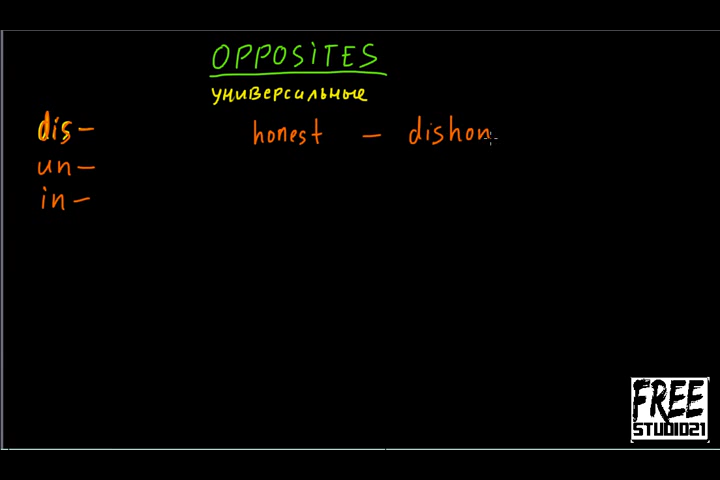 OPPOSITES
универсальные
dis – honest – dishon
un –
in –
FREE
STUDIO21